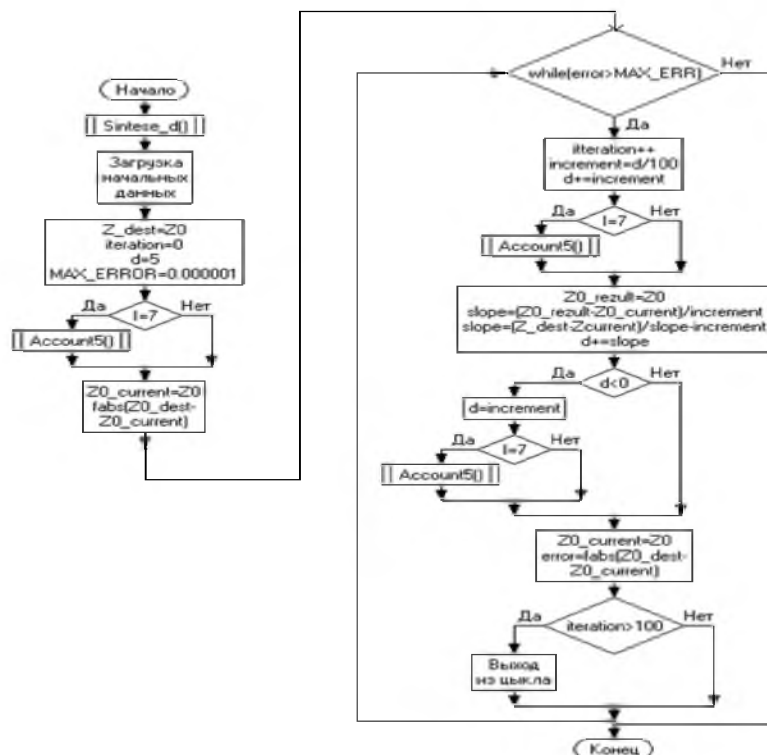 Начало
Sintese_d()
Загрузка
начальных
данных
Z_dest=Z0
iteration=0
d=5
MAX_ERROR=0.000001
Да
I=7
Нет
Account5()
Z0_current=Z0
fabs(Z0_dest-
Z0_current)
while(error>MAX_ERR)
Нет
Да
itteration++
increment=d/100
d+=increment
Да
I=7
Нет
Account5()
Z0_rezult=Z0
slope=(Z0_rezult-Z0_current)/increment
slope=(Z_dest-Zcurrent)/slope-increment
d+=slope
Да
d<0
Нет
d=increment
Да
I=7
Нет
Account5()
Z0_current=Z0
error=fabs(Z0_dest-
Z0_current)
Да
iteration>100
Нет
Выход
из цыкла
Конец